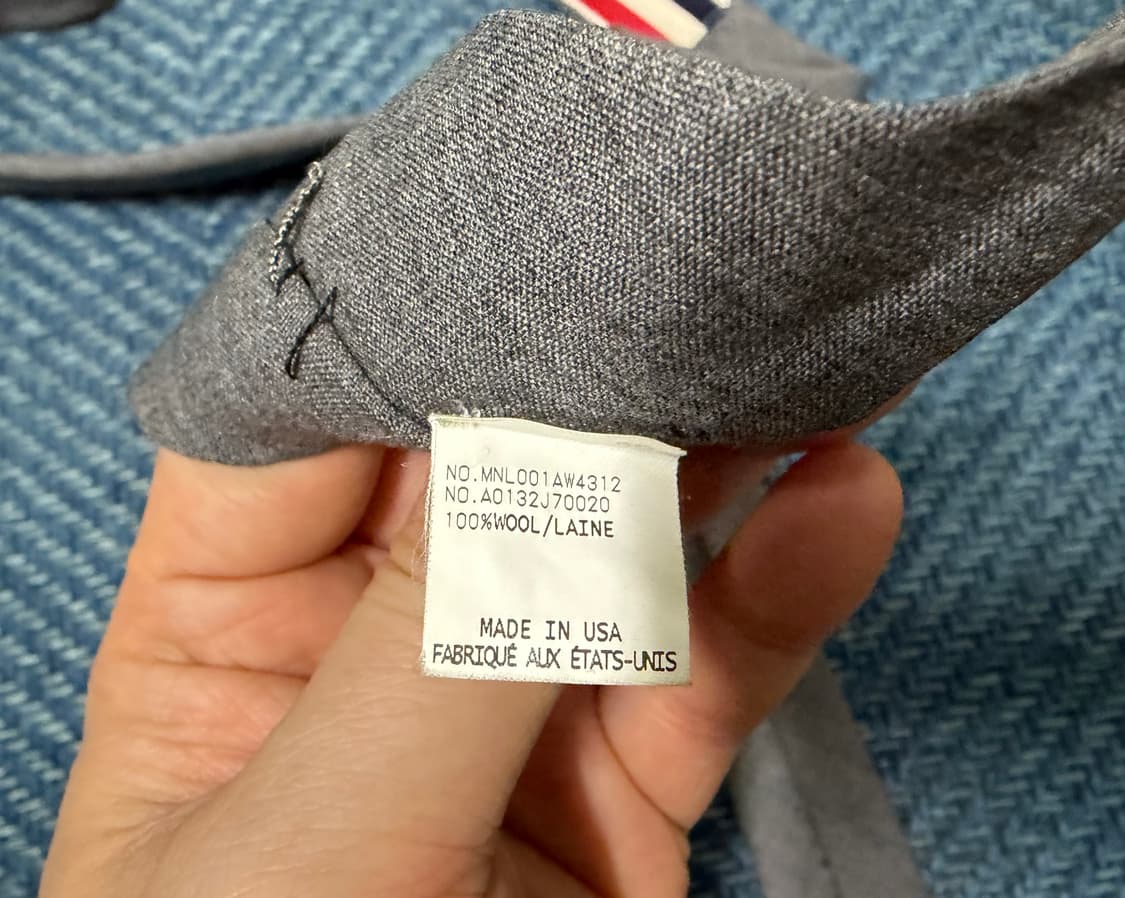 NO.MNL001AW4312
NO.A0132J70020
100%WOOL/LAINE
MADE IN USA
FABRIQUÉ AUX ÉTATS-UNIS